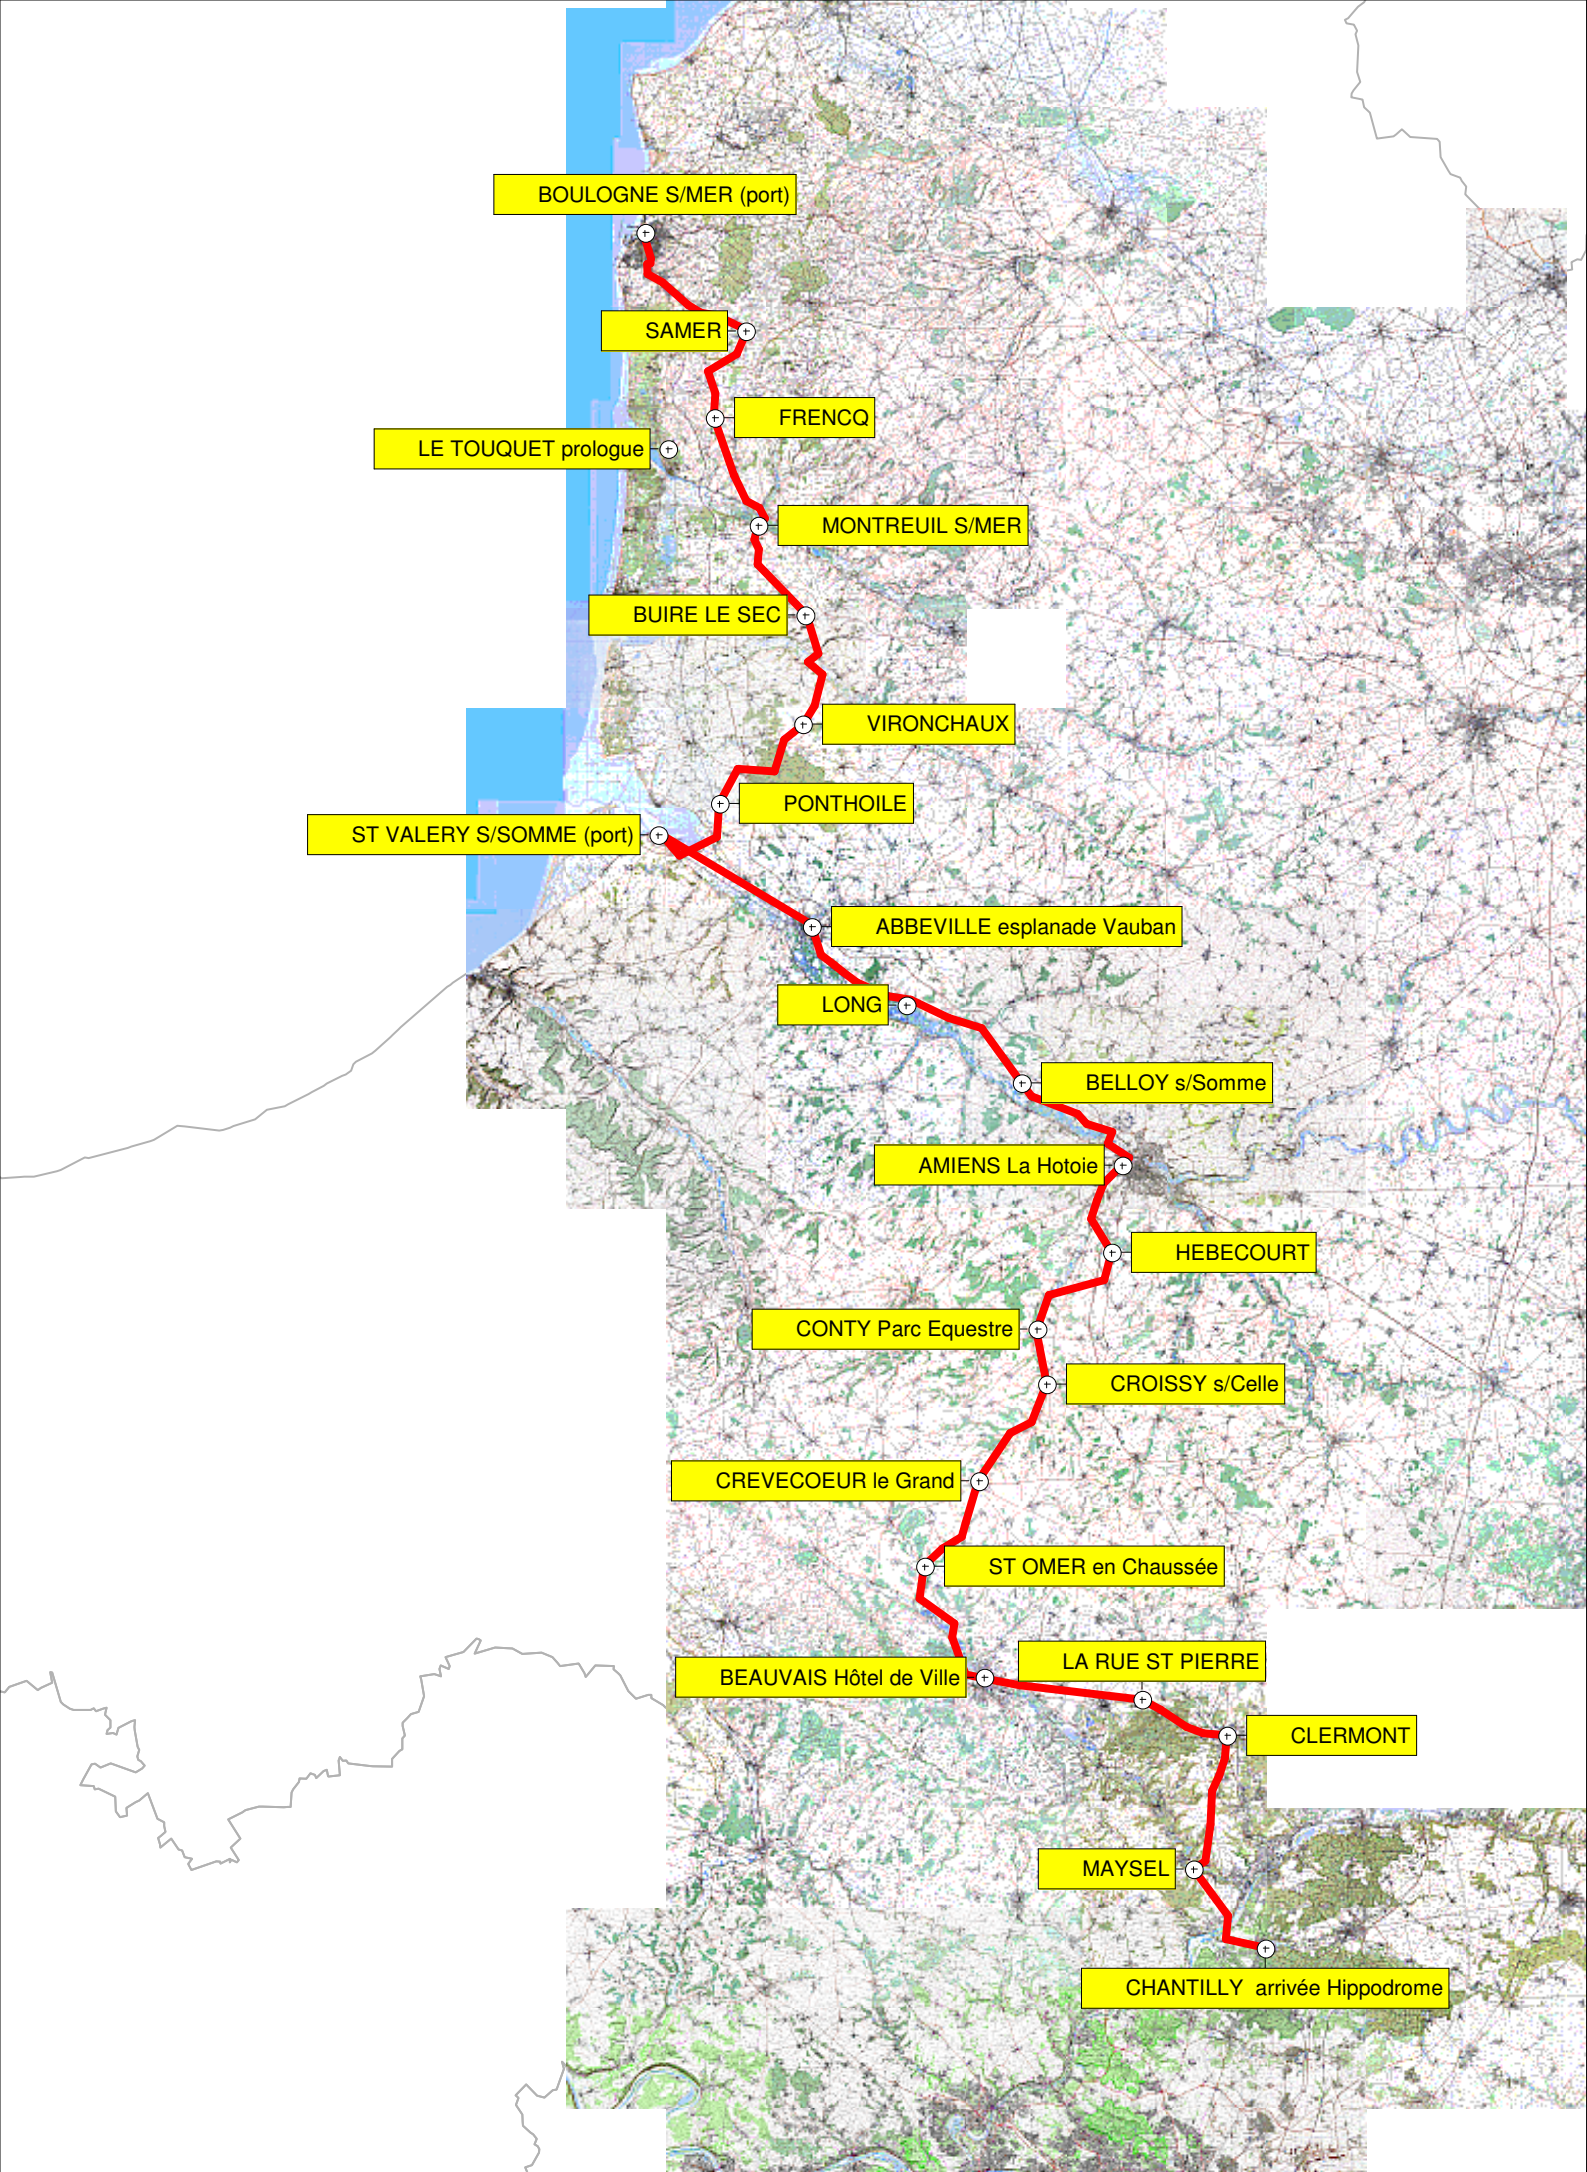 BOULOGNE S/MER (port)
SAMER
FRENCQ
LE TOUQUET prologue
MONTREUIL S/MER
BUIRE LE SEC
VIRONCHAUX
PONTHOILE
ST VALERY S/SOMME (port)
ABBEVILLE esplanade Vauban
LONG
BELLOY s/Somme
AMIENS La Hotoie
HEBECOURT
CONTY Parc Equestre
CROISSY s/Celle
CREVECOEUR le Grand
ST OMER en Chaussée
LA RUE ST PIERRE
BEAUVAIS Hôtel de Ville
CLERMONT
MAYSEL
CHANTILLY arrivée Hippodrome